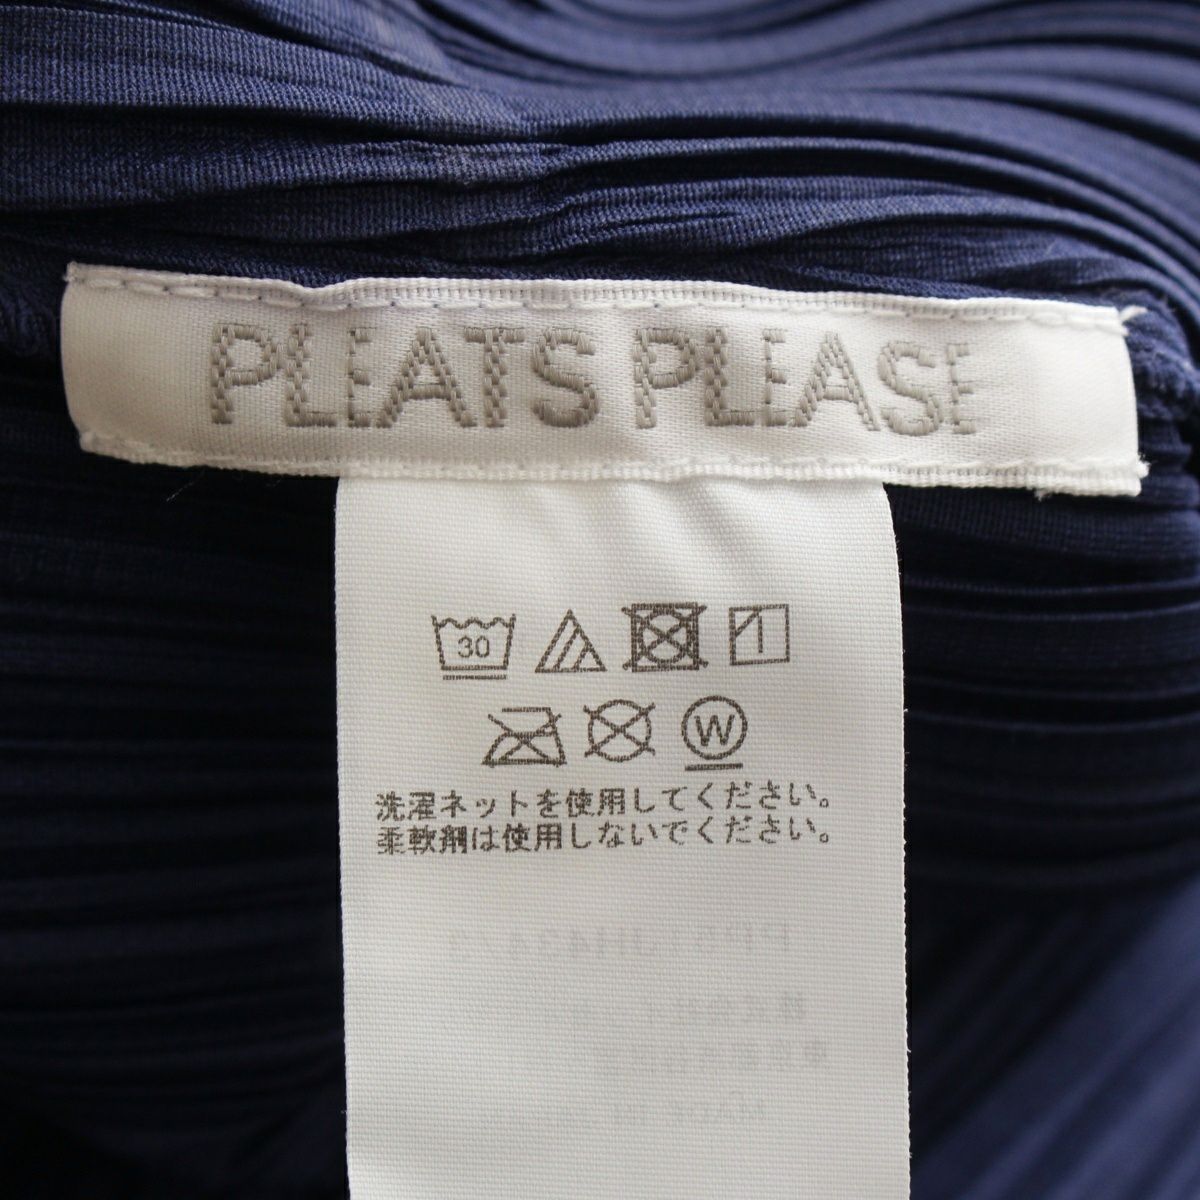 PLEATS PLEASE
30
W
洗濯ネットを使用してください。
柔軟剤は使用しないでください。